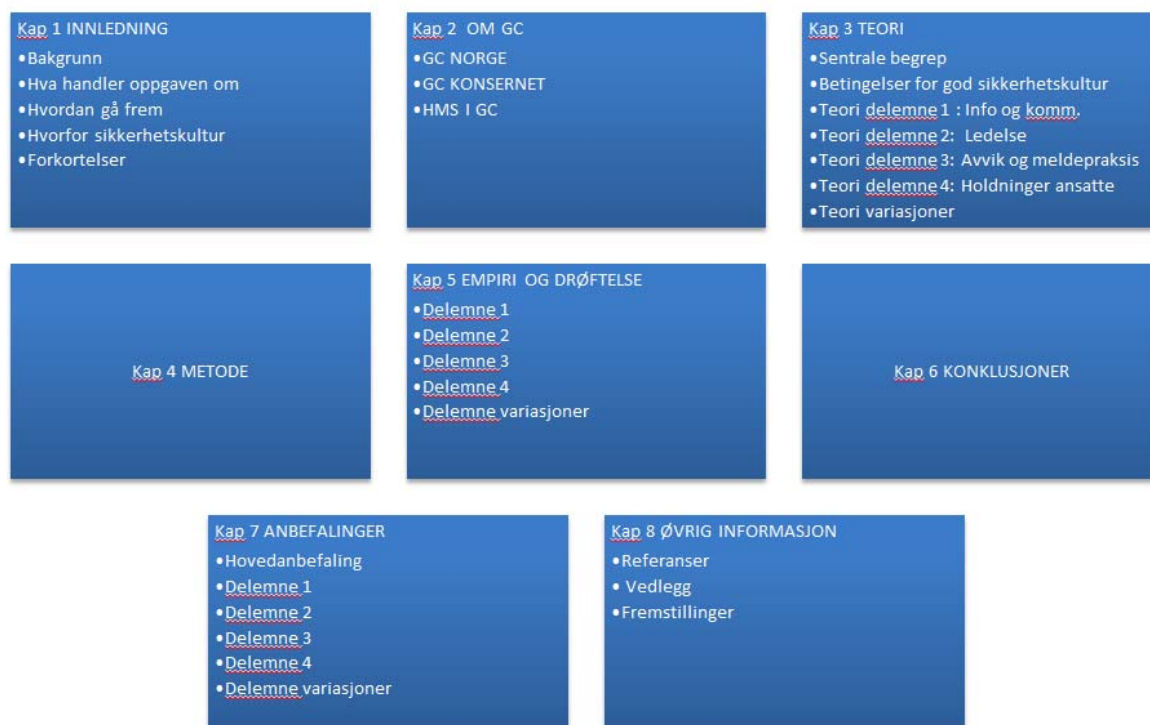 Kap 1 INNLEDNING
•Bakgrunn
•Hva handler oppgaven om
•Hvordan gå frem
•Hvorfor sikkerhetskultur
•Forkortelser
Kap 2 OM GC
•GC NORGE
•GC KONSERNET
•HMS I GC
Kap 3 TEORI
•Sentrale begrep
•Betingelser for god sikkerhetskultur
•Teori delemne 1 : Info og komm.
•Teori delemne 2: Ledelse
•Teori delemne 3: Avvik og meldepraksis
•Teori delemne 4: Holdninger ansatte
•Teori variasjoner
Kap 4 METODE
Kap 5 EMPIRI OG DRØFTELSE
•Delemne 1
•Delemne 2
•Delemne 3
•Delemne 4
•Delemne variasjoner
Kap 6 KONKLUSJONER
Kap 7 ANBEFALINGER
•Hovedanbefaling
•Delemne 1
•Delemne 2
•Delemne 3
•Delemne 4
•Delemne variasjoner
Kap 8 ØVRIG INFORMASJON
•Referanser
• Vedlegg
•Fremstillinger